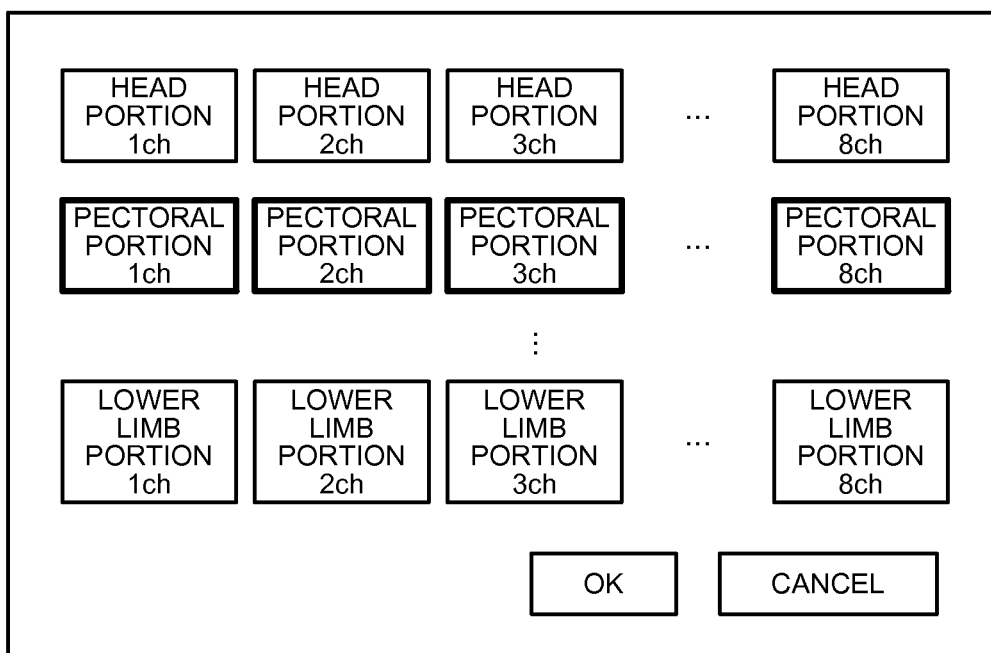 HEAD PORTION 1ch HEAD PORTION 2ch HEAD PORTION 3ch ... HEAD PORTION 8ch
PECTORAL PORTION 1ch PECTORAL PORTION 2ch PECTORAL PORTION 3ch ... PECTORAL PORTION 8ch
⋮
LOWER LIMB PORTION 1ch LOWER LIMB PORTION 2ch LOWER LIMB PORTION 3ch ... LOWER LIMB PORTION 8ch
OK CANCEL